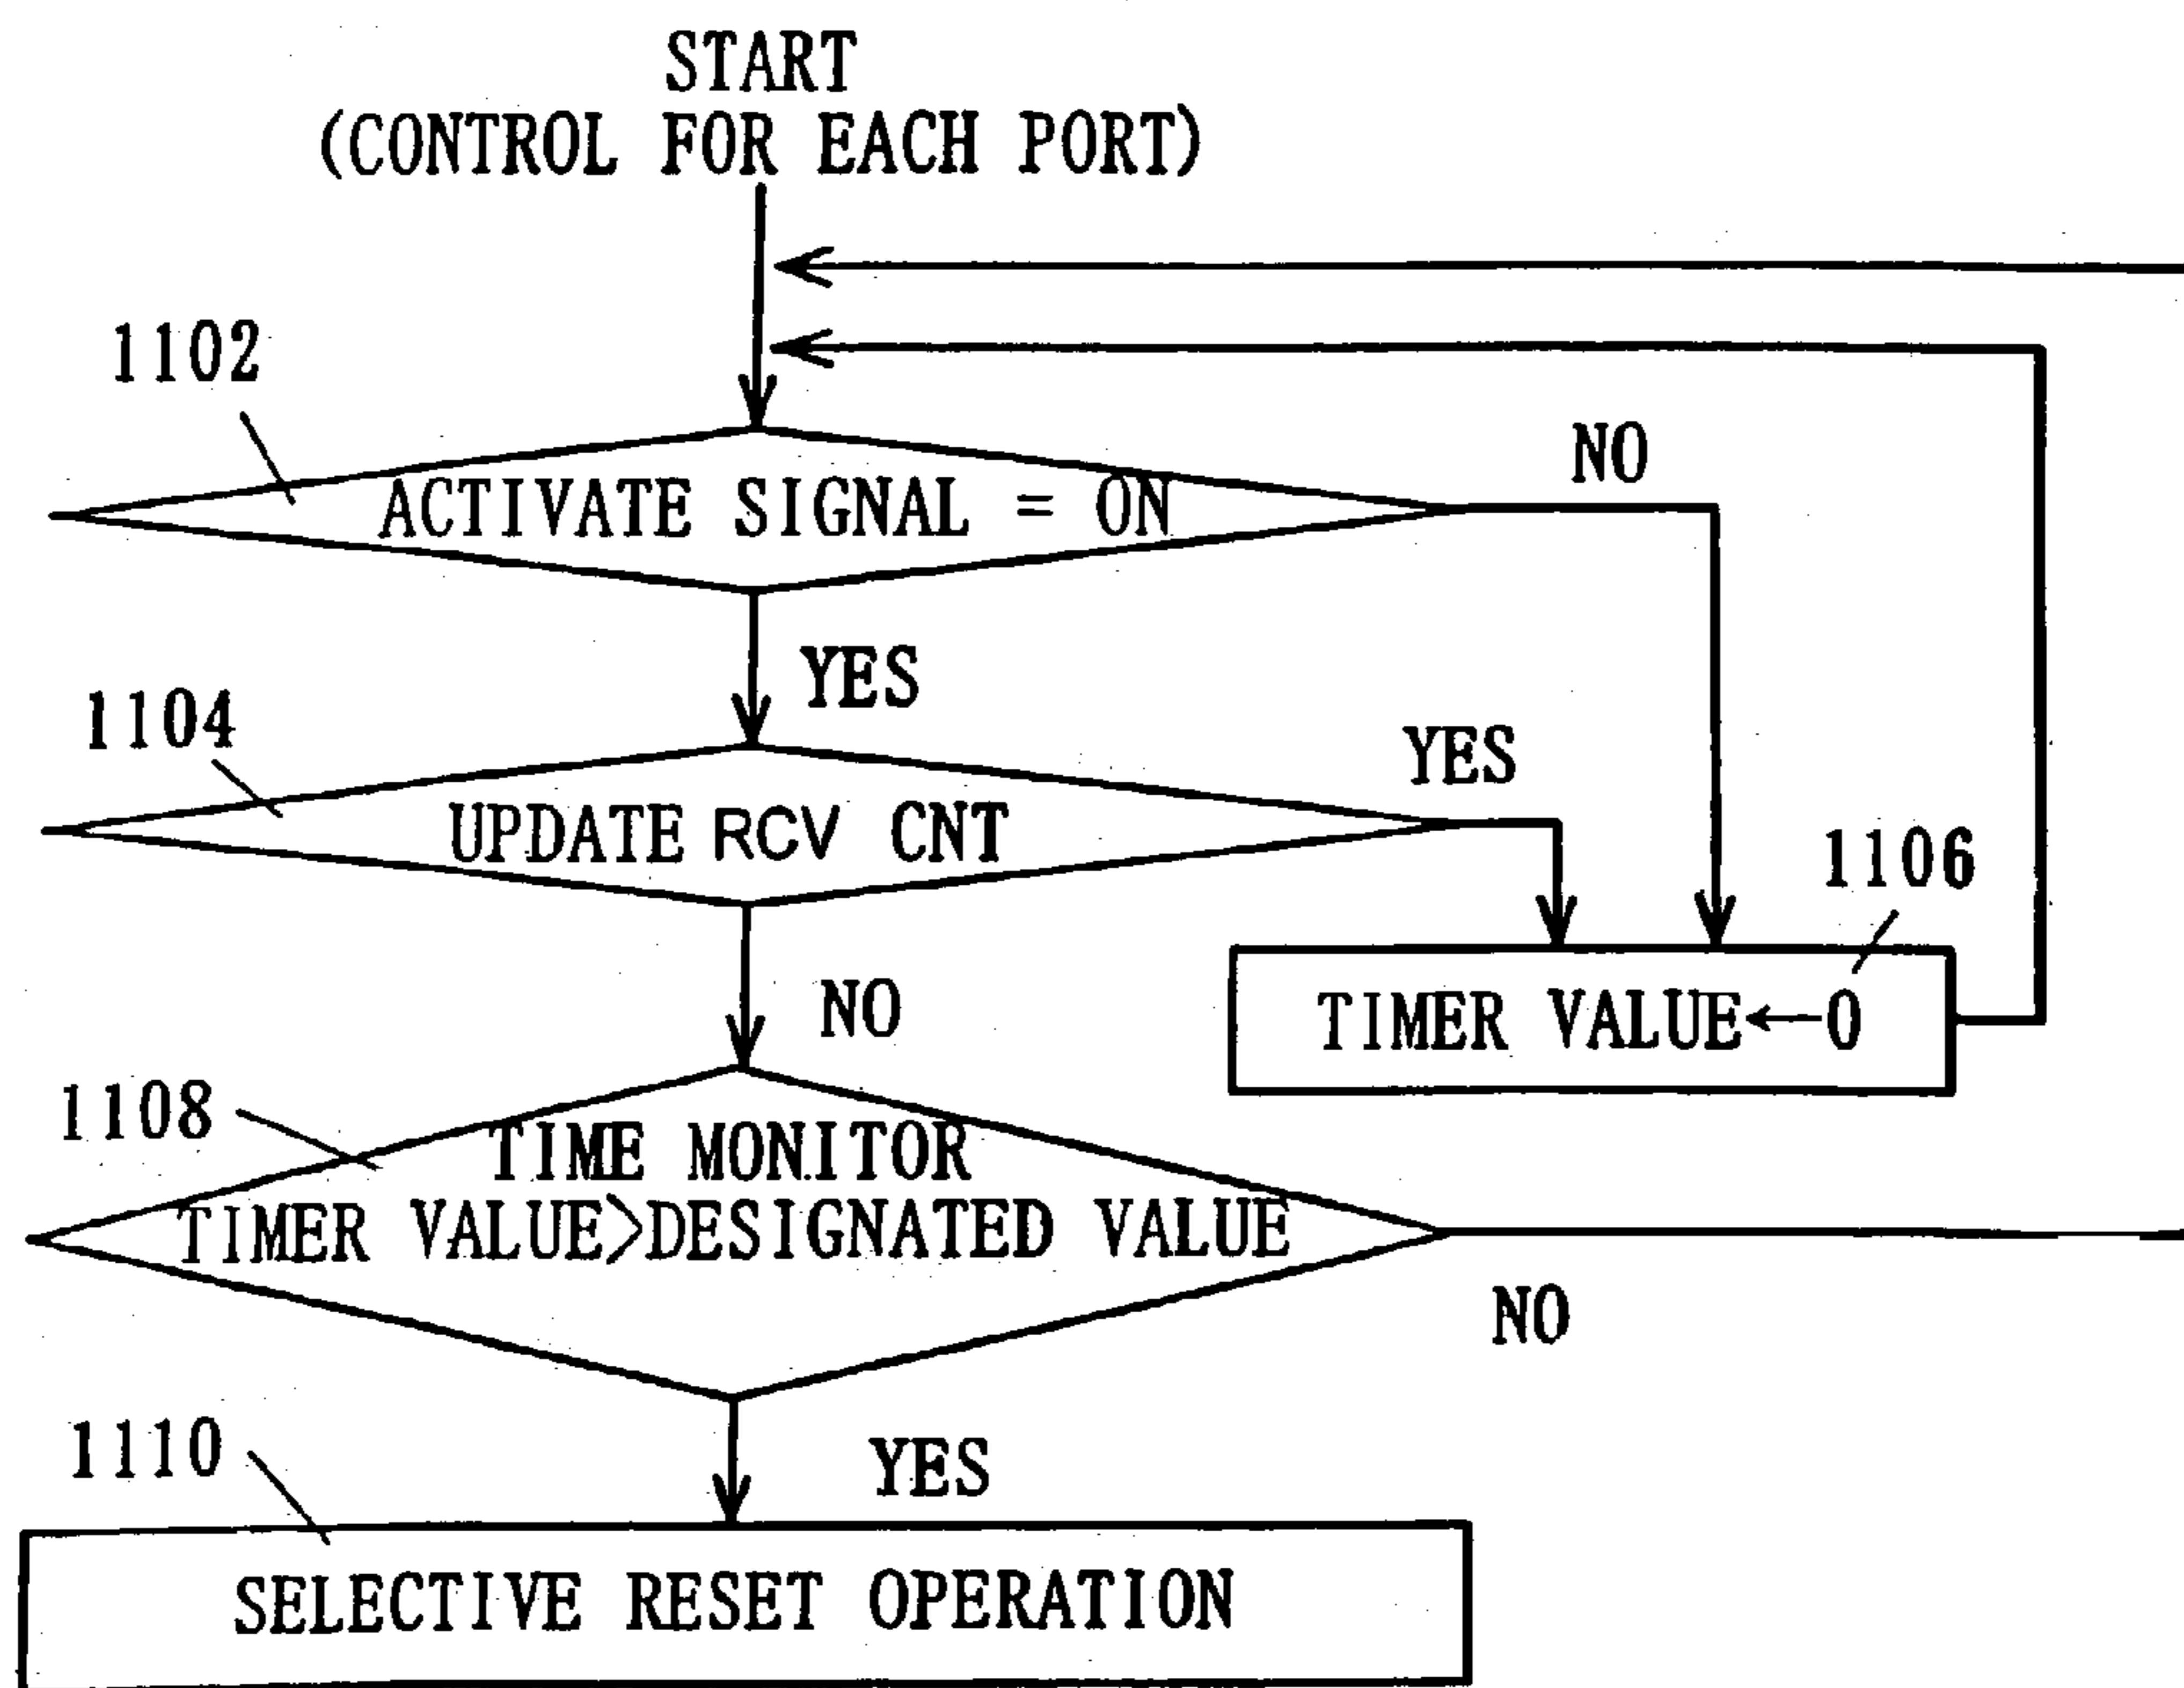 START
(CONTROL FOR EACH PORT)
1102
NO
ACTIVATE SIGNAL = ON
YES
1104
YES
UPDATE RCV CNT
1106
NO
TIMER VALUE←0
1108
TIME MONITOR
TIMER VALUE>DESIGNATED VALUE
NO
1110
YES
SELECTIVE RESET OPERATION